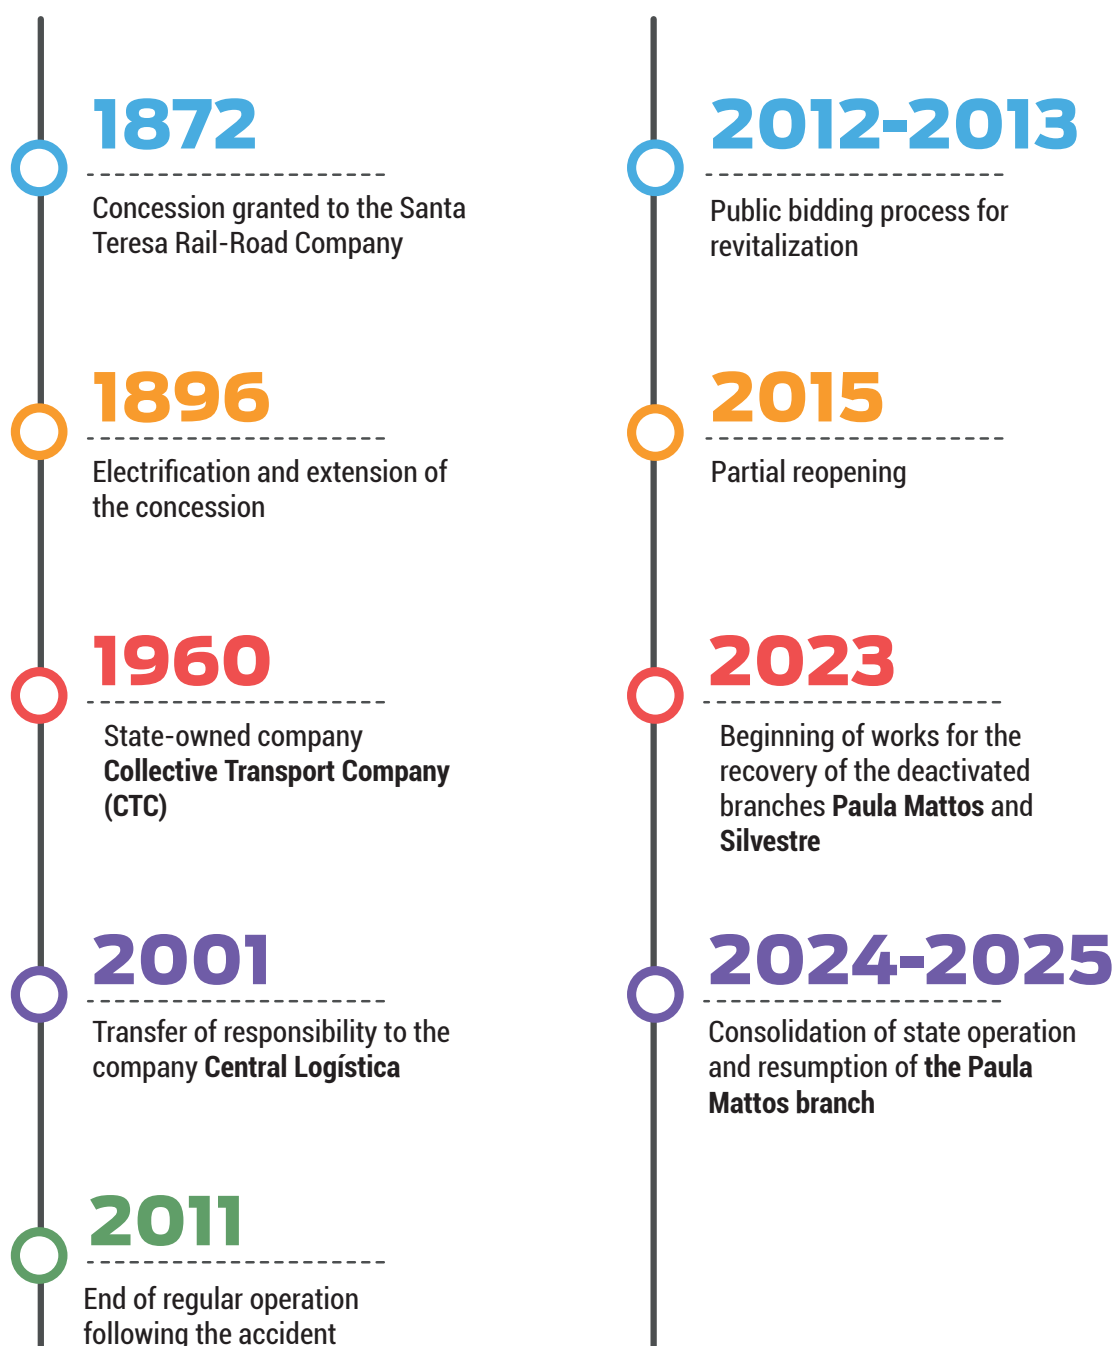 1872
Concession granted to the Santa
Teresa Rail-Road Company
1896
Electrification and extension of
the concession
1960
State-owned company
Collective Transport Company
(CTC)
2001
Transfer of responsibility to the
company Central Logística
2011
End of regular operation
following the accident
2012-2013
Public bidding process for
revitalization
2015
Partial reopening
2023
Beginning of works for the
recovery of the deactivated
branches Paula Mattos and
Silvestre
2024-2025
Consolidation of state operation
and resumption of the Paula
Mattos branch